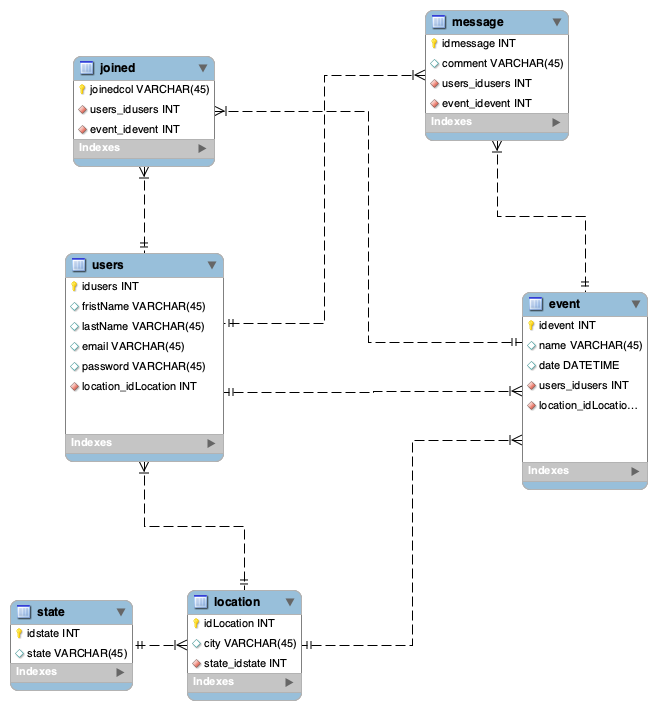 message
idmessage INT
comment VARCHAR(45)
users_idusers INT
event_idevent INT
Indexes
joined
joinedcol VARCHAR(45)
users_idusers INT
event_idevent INT
Indexes
users
idusers INT
fristName VARCHAR(45)
lastName VARCHAR(45)
email VARCHAR(45)
password VARCHAR(45)
location_idLocation INT
Indexes
event
idevent INT
name VARCHAR(45)
date DATETIME
users_idusers INT
location_idLocatio...
Indexes
state
idstate INT
state VARCHAR(45)
Indexes
location
idLocation INT
city VARCHAR(45)
state_idstate INT
Indexes